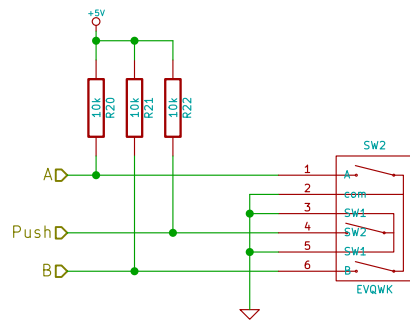 +5V
10k
R20
10k
R21
10k
R22
SW2
A
1
A
2
com
3
SW1
Push
4
SW2
5
SW1
B
6
B
EVQWK